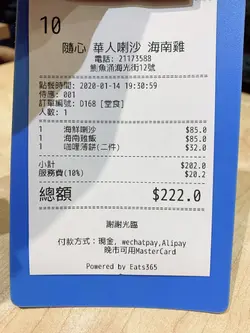 10
隨心 華人喇沙 海南雞
電話: 21173588
鰂魚涌海光街12號
點餐時間: 2020-01-14 19:30:59
侍應: 001
訂單編號: D168 [堂食]
人數: 1
1 海鮮喇沙 $85.0
1 海南雞飯 $85.0
1 咖喱薄餅(二件) $32.0
小計 $202.0
服務費(10%) $20.2
總額 $222.0
謝謝光臨
付款方式：現金, wechatpay,Alipay
晚市可用MasterCard
Powered by Eats365